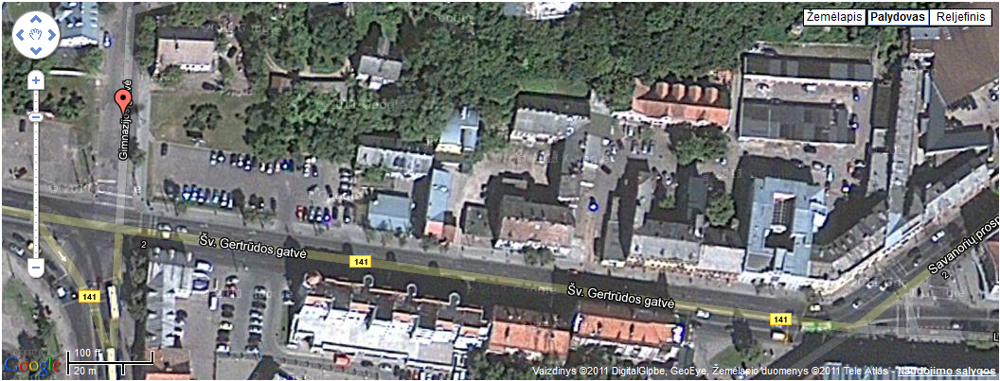 Žemėlapis
Palydovas
Reljefinis
Gimnazijos gatvė
Šv. Gertrūdos gatvė
141
2
Šv. Gertrūdos gatvė
141
141
2
Savanorių prosp
L
100 ft
20 m
Google
Vaizdinys ©2011 DigitalGlobe, GeoEye, Žemėlapio duomenys ©2011 Tele Atlas - Naudojimo sąlygos